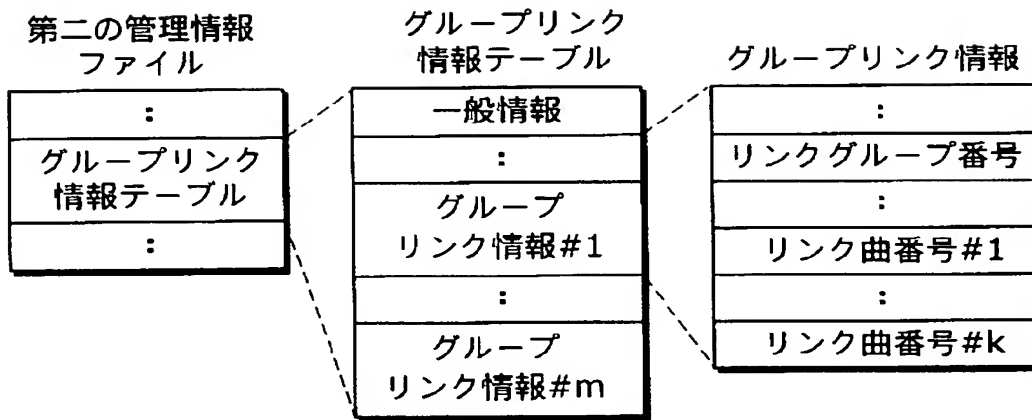 第二の管理情報
ファイル
:
グループリンク
情報テーブル
:
グループリンク
情報テーブル
一般情報
:
グループ
リンク情報#1
:
グループ
リンク情報#m
グループリンク情報
:
リンクグループ番号
:
リンク曲番号#1
:
リンク曲番号#k